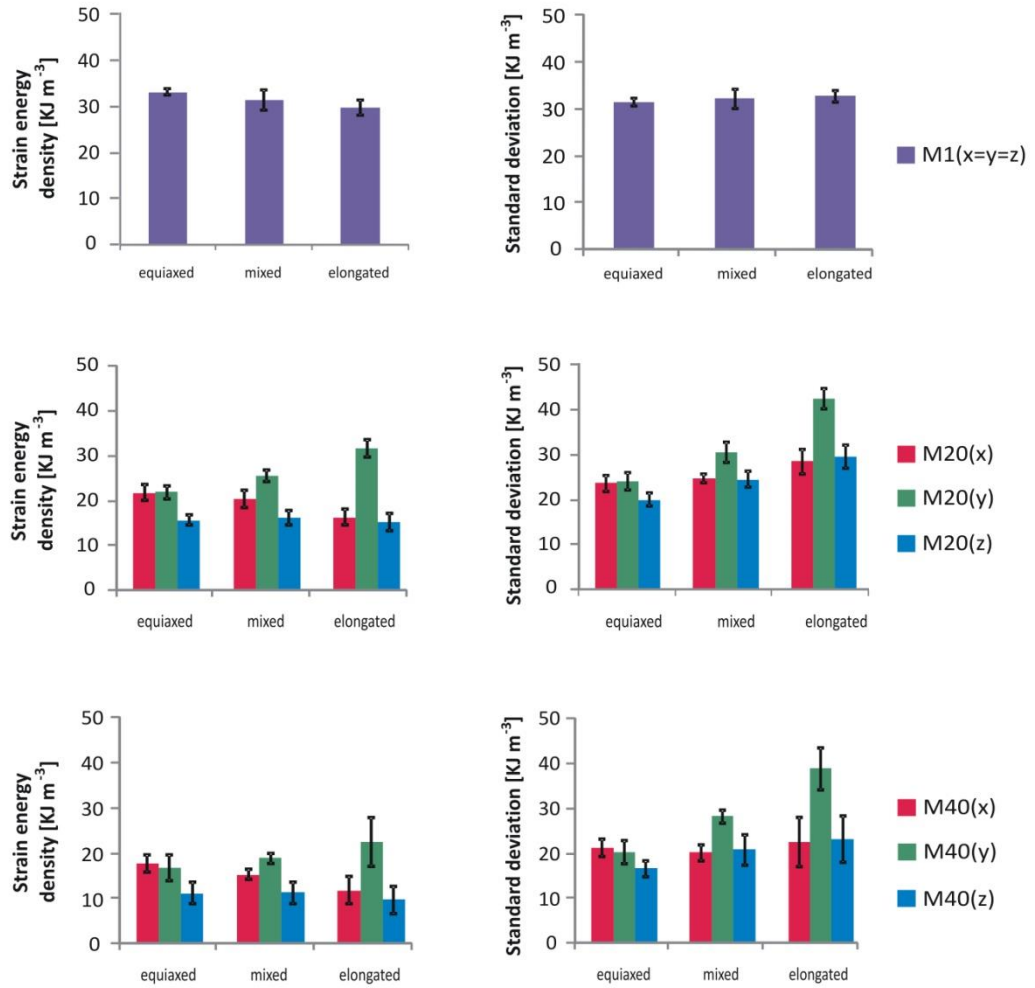 Strain energy
density [KJ m⁻³]
50
40
30
20
10
0
equiaxed mixed elongated
Standard deviation [KJ m⁻³]
50
40
30
20
10
0
equiaxed mixed elongated
M1(x=y=z)
Strain energy
density [KJ m⁻³]
50
40
30
20
10
0
equiaxed mixed elongated
Standard deviation [KJ m⁻³]
50
40
30
20
10
0
equiaxed mixed elongated
M20(x)
M20(y)
M20(z)
Strain energy
density [KJ m⁻³]
50
40
30
20
10
0
equiaxed mixed elongated
Standard deviation [KJ m⁻³]
50
40
30
20
10
0
equiaxed mixed elongated
M40(x)
M40(y)
M40(z)